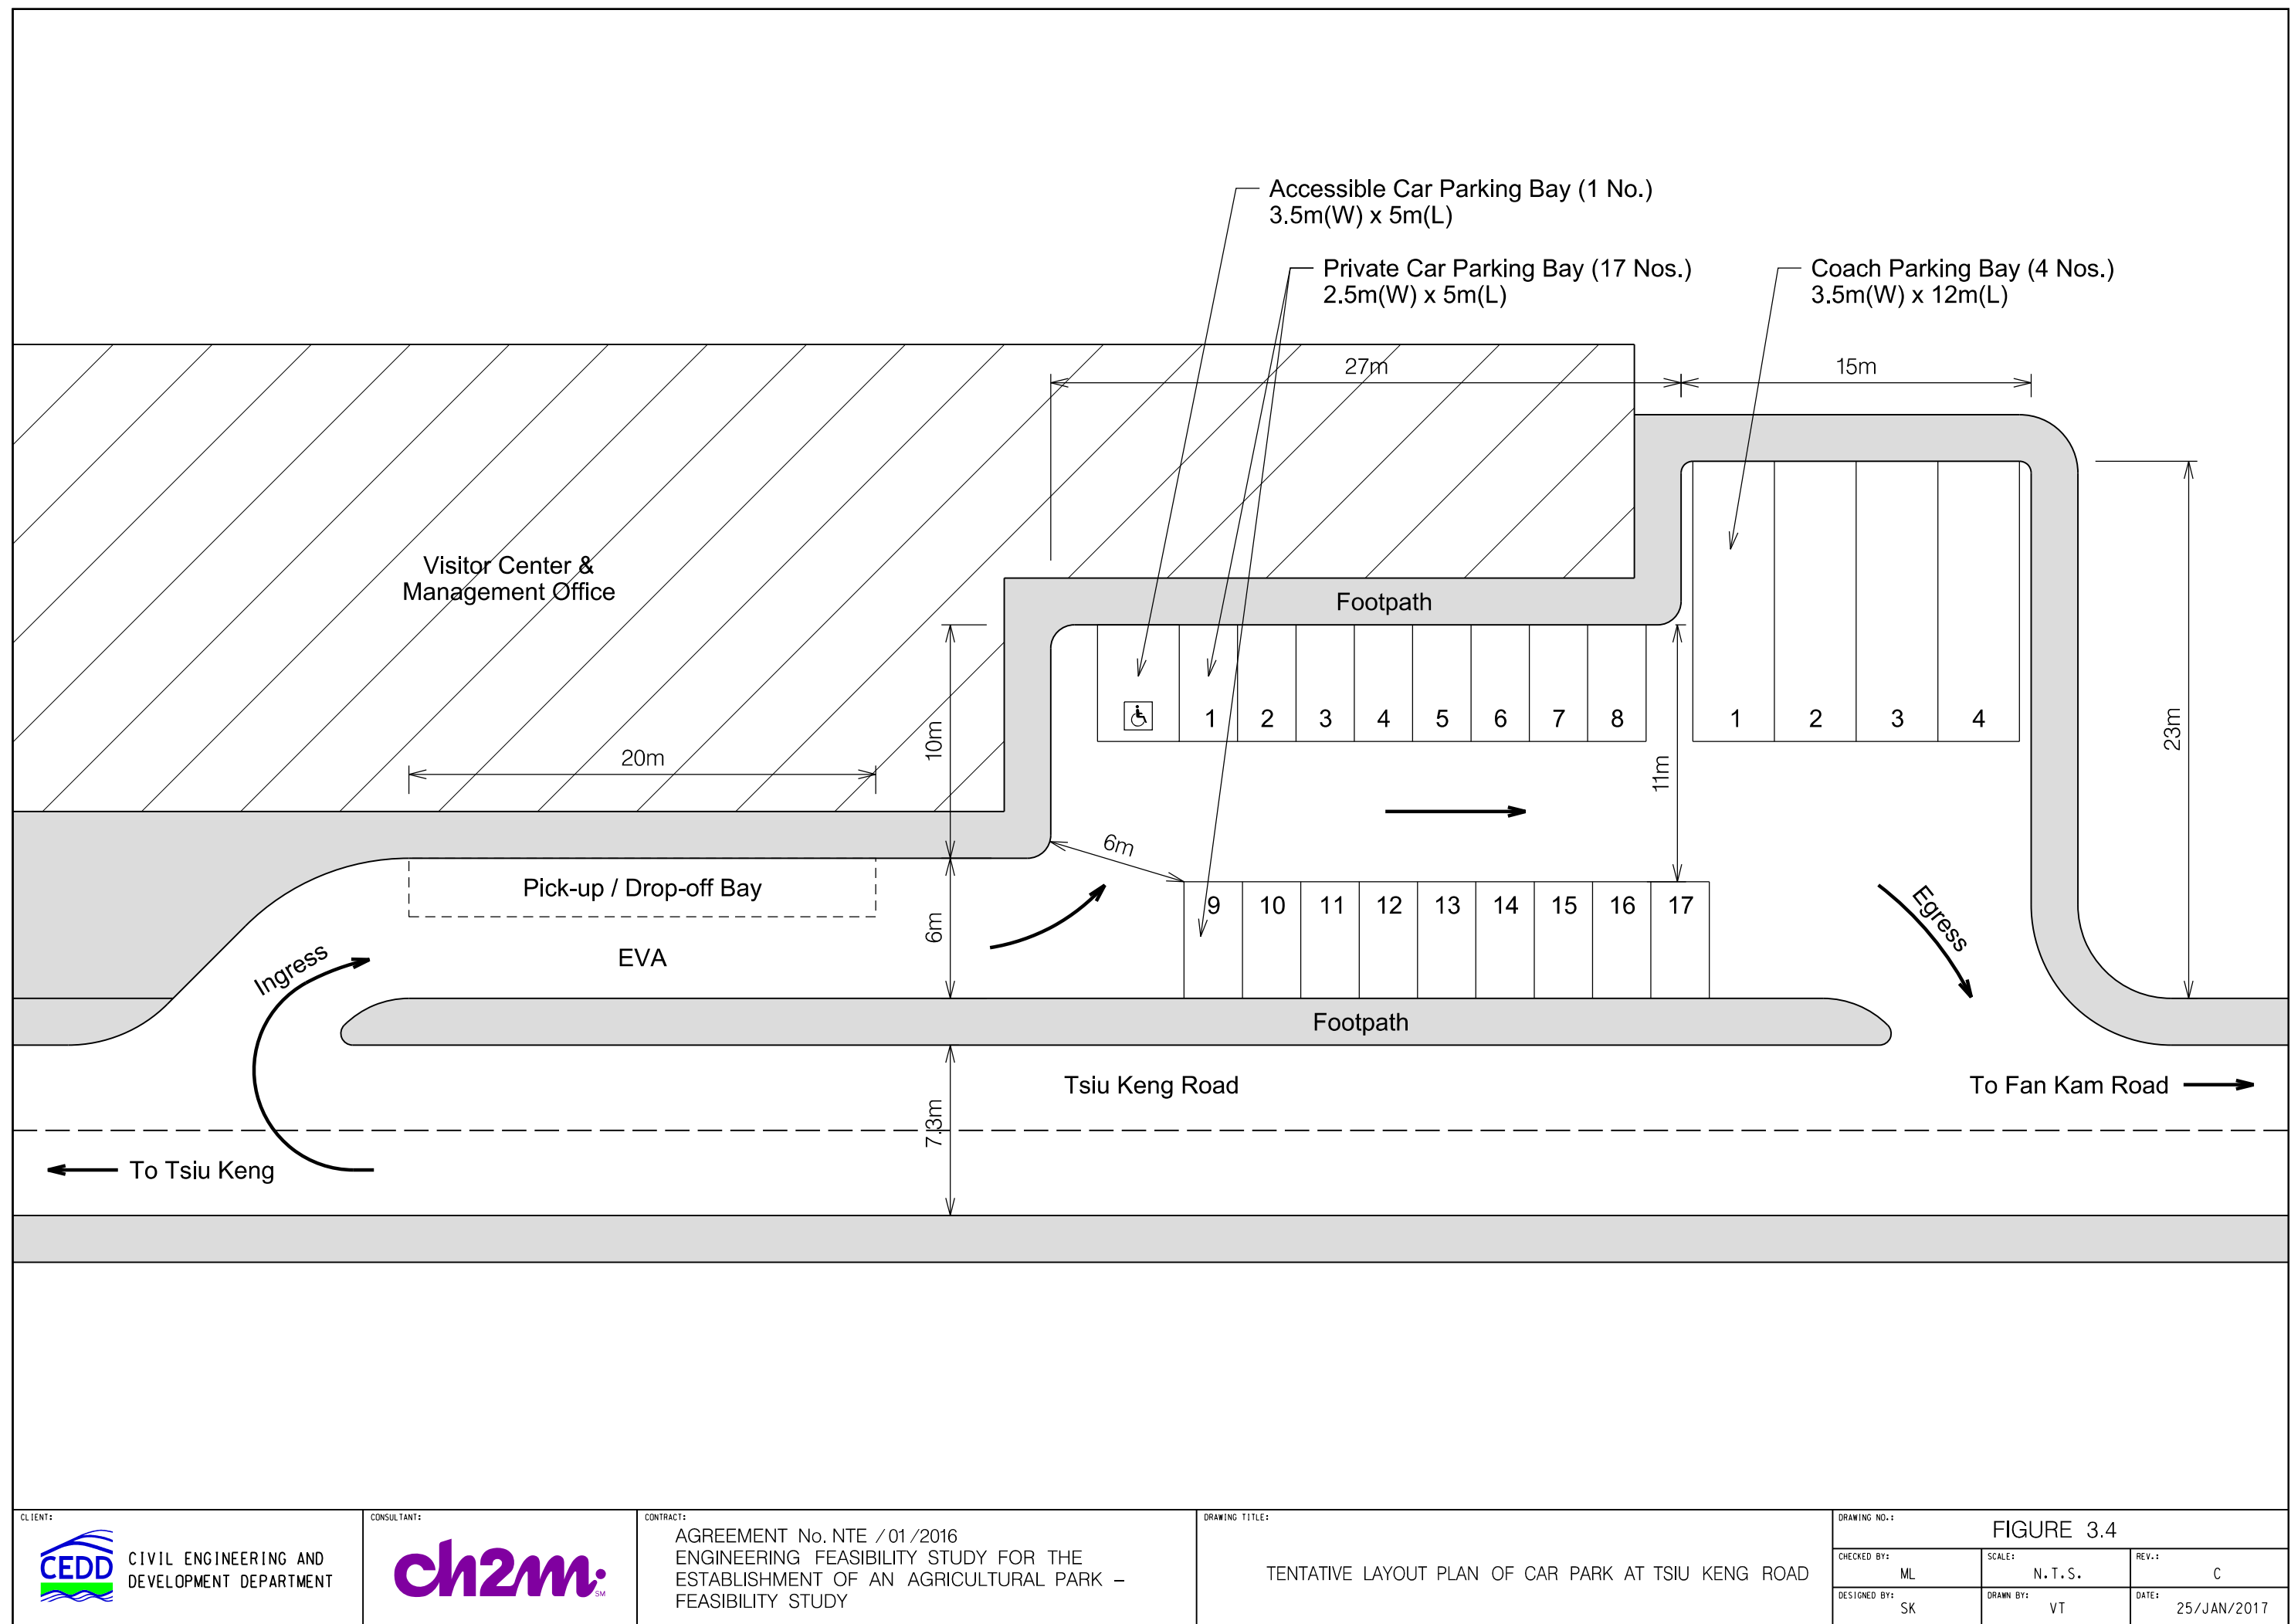 Accessible Car Parking Bay (1 No.)
3.5m(W) x 5m(L)
Private Car Parking Bay (17 Nos.)
2.5m(W) x 5m(L)
Coach Parking Bay (4 Nos.)
3.5m(W) x 12m(L)
27m
15m
Visitor Center &
Management Office
Footpath
1
2
3
4
5
6
7
8
1
2
3
4
10m
20m
11m
23m
6m
Pick-up / Drop-off Bay
9
10
11
12
13
14
15
16
17
6m
EVA
Ingress
Egress
Footpath
Tsiu Keng Road
To Fan Kam Road
7.3m
To Tsiu Keng
CLIENT:
CEDD
CIVIL ENGINEERING AND
DEVELOPMENT DEPARTMENT
CONSULTANT:
ch2m:
SM
CONTRACT:
AGREEMENT No. NTE / 01 / 2016
ENGINEERING FEASIBILITY STUDY FOR THE
ESTABLISHMENT OF AN AGRICULTURAL PARK –
FEASIBILITY STUDY
DRAWING TITLE:
TENTATIVE LAYOUT PLAN OF CAR PARK AT TSIU KENG ROAD
DRAWING NO.:
FIGURE 3.4
CHECKED BY:
ML
SCALE:
N.T.S.
REV.:
C
DESIGNED BY:
SK
DRAWN BY:
VT
DATE:
25/JAN/2017